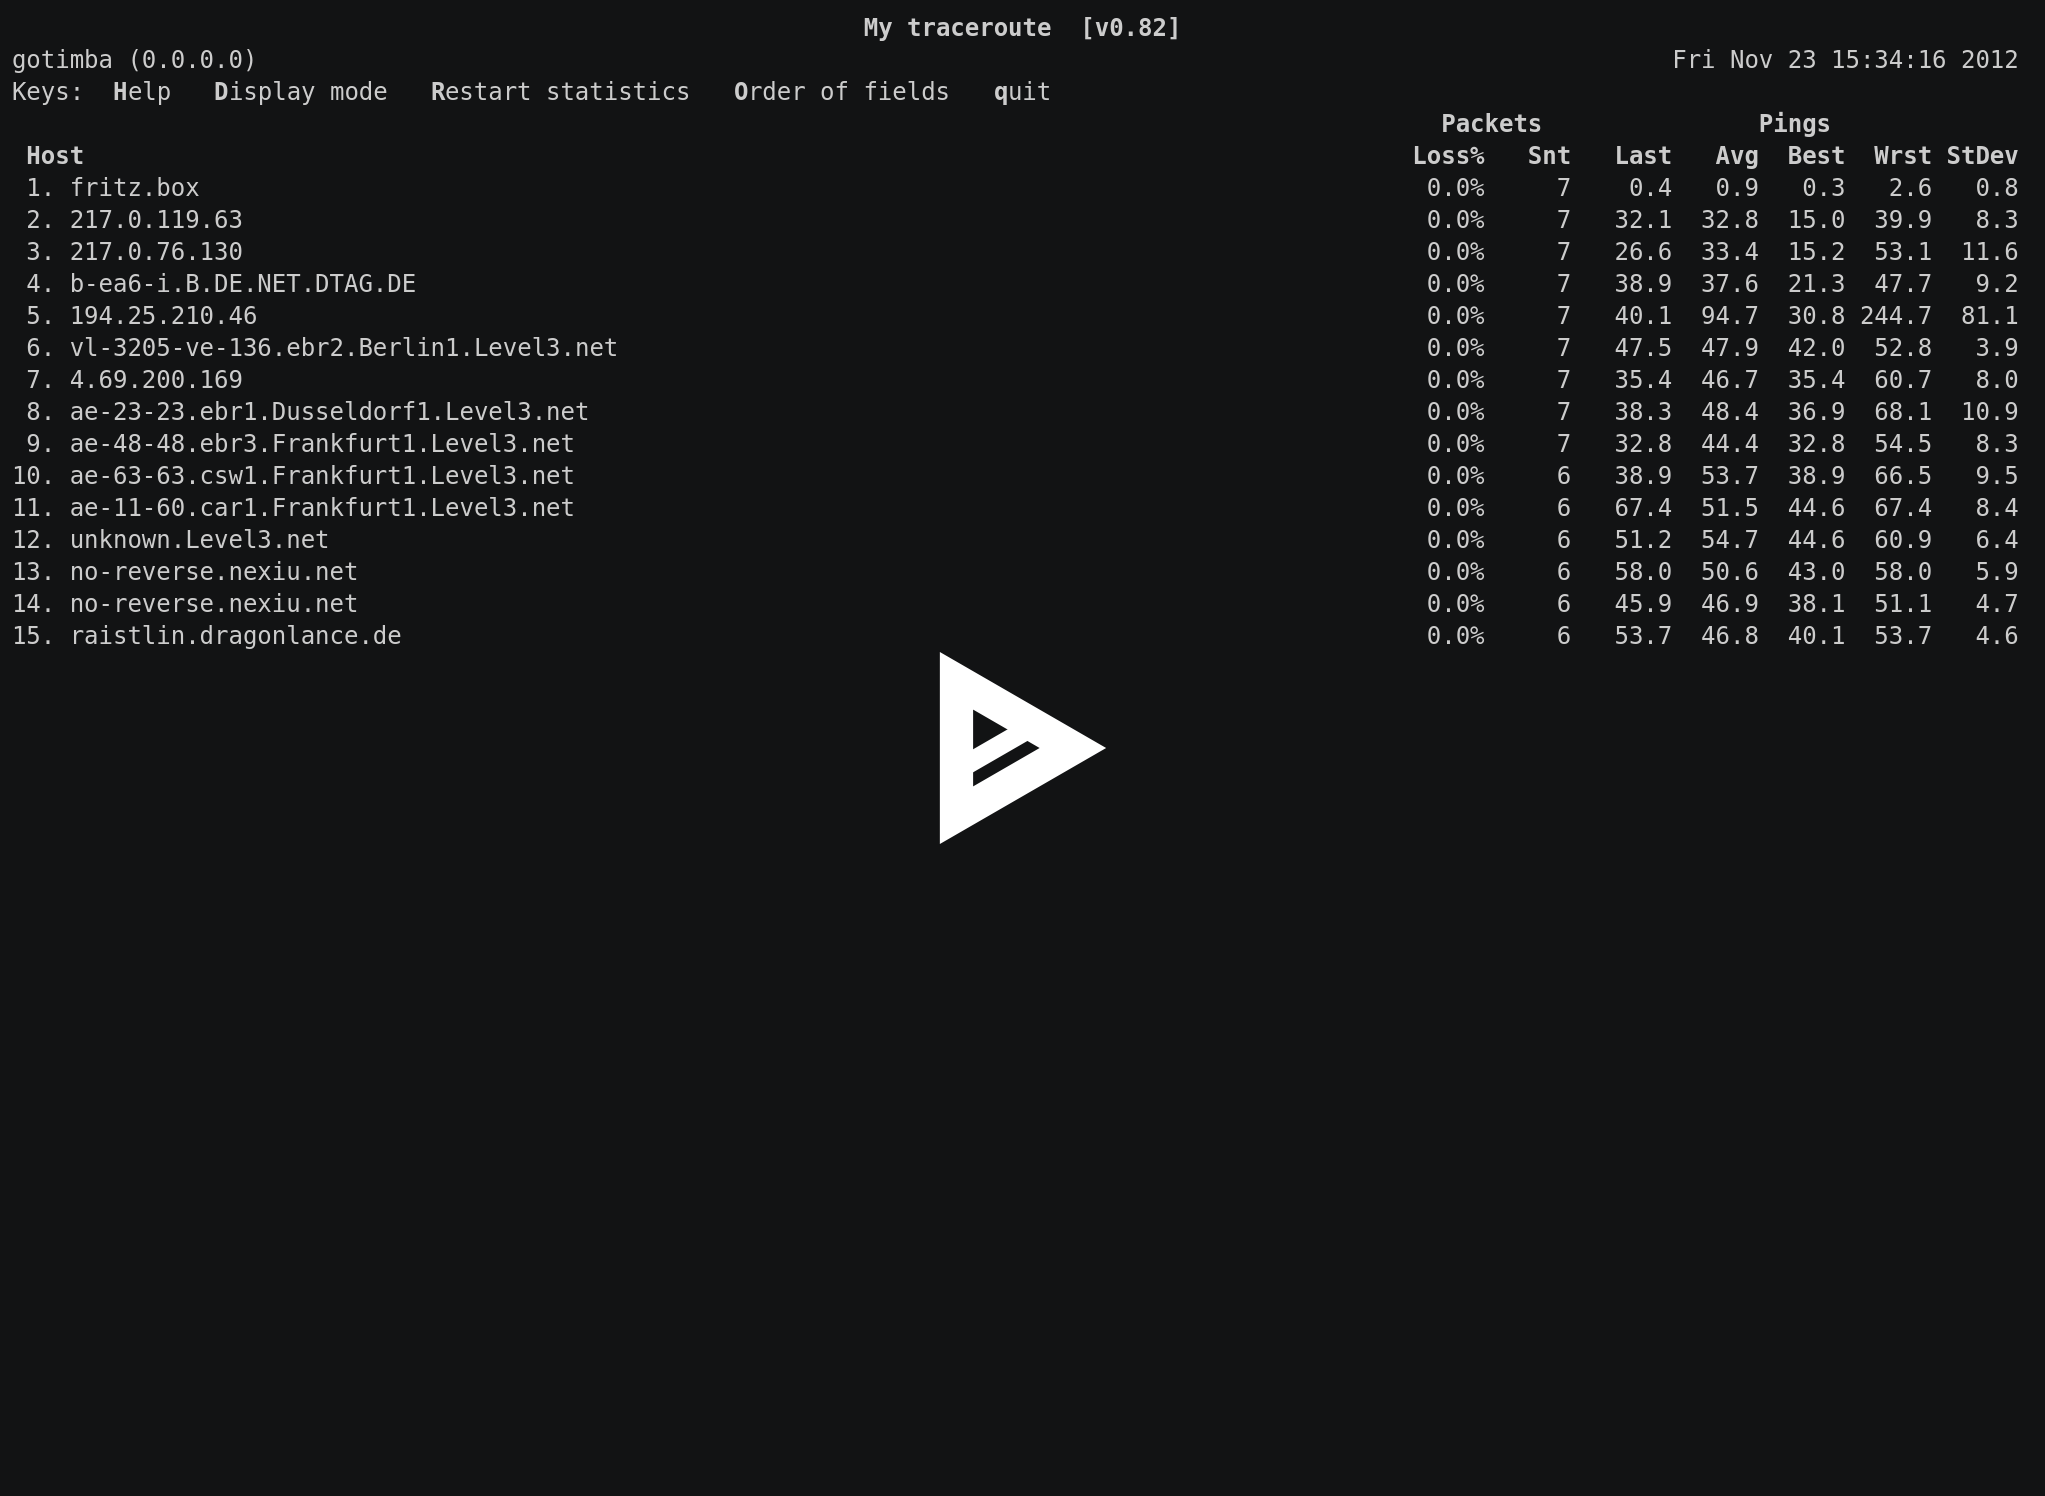 My traceroute  [v0.82]
gotimba (0.0.0.0) Fri Nov 23 15:34:16 2012
Keys:  Help   Display mode   Restart statistics   Order of fields   quit
Packets Pings
Host Loss% Snt Last Avg Best Wrst StDev
1. fritz.box 0.0% 7 0.4 0.9 0.3 2.6 0.8
2. 217.0.119.63 0.0% 7 32.1 32.8 15.0 39.9 8.3
3. 217.0.76.130 0.0% 7 26.6 33.4 15.2 53.1 11.6
4. b-ea6-i.B.DE.NET.DTAG.DE 0.0% 7 38.9 37.6 21.3 47.7 9.2
5. 194.25.210.46 0.0% 7 40.1 94.7 30.8 244.7 81.1
6. vl-3205-ve-136.ebr2.Berlin1.Level3.net 0.0% 7 47.5 47.9 42.0 52.8 3.9
7. 4.69.200.169 0.0% 7 35.4 46.7 35.4 60.7 8.0
8. ae-23-23.ebr1.Dusseldorf1.Level3.net 0.0% 7 38.3 48.4 36.9 68.1 10.9
9. ae-48-48.ebr3.Frankfurt1.Level3.net 0.0% 7 32.8 44.4 32.8 54.5 8.3
10. ae-63-63.csw1.Frankfurt1.Level3.net 0.0% 6 38.9 53.7 38.9 66.5 9.5
11. ae-11-60.car1.Frankfurt1.Level3.net 0.0% 6 67.4 51.5 44.6 67.4 8.4
12. unknown.Level3.net 0.0% 6 51.2 54.7 44.6 60.9 6.4
13. no-reverse.nexiu.net 0.0% 6 58.0 50.6 43.0 58.0 5.9
14. no-reverse.nexiu.net 0.0% 6 45.9 46.9 38.1 51.1 4.7
15. raistlin.dragonlance.de 0.0% 6 53.7 46.8 40.1 53.7 4.6